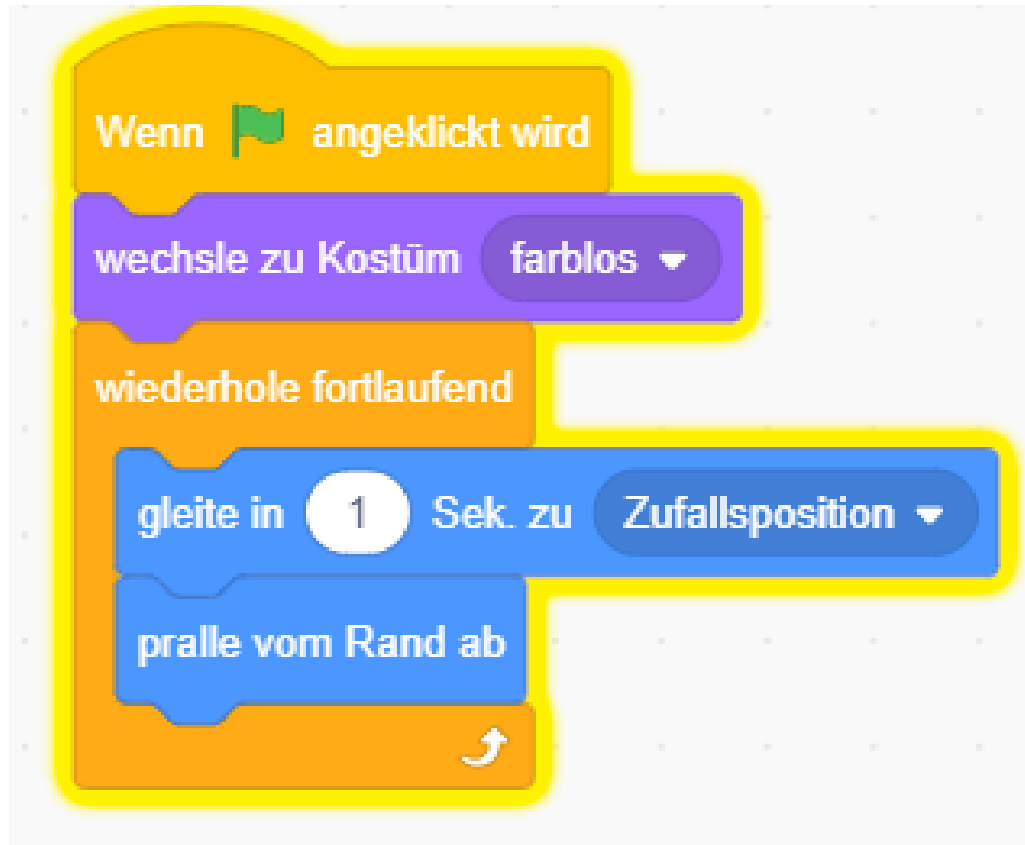 Wenn angeklickt wird
wechsle zu Kostüm farblos
wiederhole fortlaufend
gleite in 1 Sek. zu Zufallsposition
pralle vom Rand ab